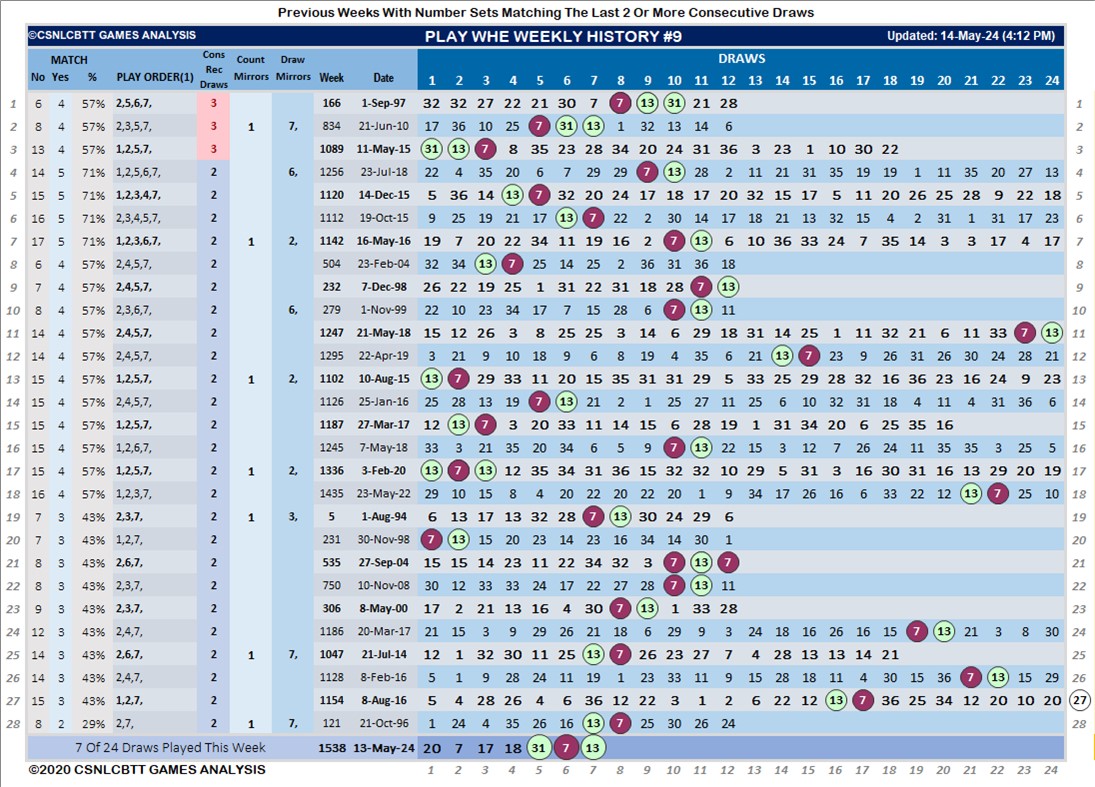 Previous Weeks With Number Sets Matching The Last 2 Or More Consecutive Draws
©CSNLCBTT GAMES ANALYSIS PLAY WHE WEEKLY HISTORY #9 Updated: 14-May-24 (4:12 PM)
MATCH Cons Rec Draws Count Mirrors Draw Mirrors DRAWS
No Yes % PLAY ORDER(1) Week Date 1 2 3 4 5 6 7 8 9 10 11 12 13 14 15 16 17 18 19 20 21 22 23 24
1 6 4 57% 2,5,6,7, 3 166 1-Sep-97 32 32 27 22 21 30 7 7 13 31 21 28 1
2 8 4 57% 2,3,5,7, 3 1 7, 834 21-Jun-10 17 36 10 25 7 31 13 1 32 13 14 6 2
3 13 4 57% 1,2,5,7, 3 1089 11-May-15 31 13 7 8 35 23 28 34 20 24 31 36 3 23 15 1 10 30 22 3
4 14 5 71% 1,2,5,6,7, 2 6, 1256 23-Jul-18 22 4 35 20 6 7 29 29 7 13 28 2 11 21 31 35 19 19 1 11 35 20 27 13 4
5 15 5 71% 1,2,3,4,7, 2 1120 14-Dec-15 5 36 14 13 7 32 20 24 17 18 17 20 32 15 17 5 11 20 26 25 28 9 22 18 5
6 16 5 71% 2,3,4,5,7, 2 1112 19-Oct-15 9 25 19 21 17 13 7 22 2 30 14 17 18 21 13 32 15 4 2 31 1 31 17 23 6
7 17 5 71% 1,2,3,6,7, 2 1 2, 1142 16-May-16 19 7 20 22 34 11 19 16 2 7 13 6 10 36 33 24 7 35 14 3 3 17 4 17 7
8 6 4 57% 2,4,5,7, 2 504 23-Feb-04 32 34 13 7 25 14 25 2 36 31 36 18 8
9 7 4 57% 2,4,5,7, 2 232 7-Dec-98 26 22 19 25 1 31 22 31 18 28 7 13 9
10 8 4 57% 2,3,6,7, 2 6, 279 1-Nov-99 22 10 23 34 17 7 15 28 6 7 13 11 10
11 14 4 57% 2,4,5,7, 2 1247 21-May-18 15 12 26 3 8 25 25 3 14 6 29 18 31 14 25 1 11 32 21 6 11 33 7 13 11
12 14 4 57% 2,4,5,7, 2 1295 22-Apr-19 3 21 9 10 18 9 6 8 19 4 35 6 21 13 7 23 9 26 31 26 30 24 28 21 12
13 15 4 57% 1,2,5,7, 2 1 2, 1102 10-Aug-15 13 7 29 33 11 20 15 35 31 31 29 5 33 25 29 28 32 16 36 23 16 24 9 23 13
14 15 4 57% 2,4,5,7, 2 1126 25-Jan-16 25 28 13 19 7 13 21 2 1 25 27 11 25 6 10 32 31 18 4 11 4 31 36 6 14
15 15 4 57% 1,2,5,7, 2 1187 27-Mar-17 12 13 7 3 20 33 11 14 15 6 28 19 1 31 34 20 6 25 35 16 15
16 15 4 57% 1,2,6,7, 2 1245 7-May-18 33 3 21 35 20 34 6 5 9 7 13 22 15 3 12 7 26 24 11 35 35 3 25 5 16
17 15 4 57% 1,2,5,7, 2 1 2, 1336 3-Feb-20 13 7 13 12 35 34 31 15 32 32 10 29 5 31 3 16 30 31 16 13 29 20 19 17
18 16 4 57% 1,2,3,7, 2 1435 23-May-22 29 10 15 8 4 20 22 20 22 20 1 9 34 17 26 16 6 33 22 12 13 7 25 10 18
19 7 3 43% 2,3,7, 2 1 3, 5 1-Aug-94 6 13 17 13 32 28 7 13 30 24 29 6 19
20 7 3 43% 1,2,7, 2 231 30-Nov-98 7 13 15 20 23 14 23 16 34 14 30 1 20
21 8 3 43% 2,6,7, 2 535 27-Sep-04 15 15 14 23 11 22 34 32 3 7 13 7 21
22 8 3 43% 2,3,7, 2 750 10-Nov-08 30 12 33 33 24 17 22 27 28 7 13 11 22
23 9 3 43% 2,3,7, 2 306 8-May-00 17 2 21 13 16 4 30 7 13 1 33 28 23
24 12 3 43% 2,4,7, 2 1186 20-Mar-17 21 15 3 9 29 26 21 18 6 29 9 3 24 18 16 26 16 15 7 13 21 3 8 30 24
25 14 3 43% 2,6,7, 2 1 7, 1047 21-Jul-14 12 1 32 30 11 25 13 7 26 23 27 7 4 28 13 13 14 21 25
26 14 3 43% 2,4,7, 2 1128 8-Feb-16 5 1 9 28 24 11 19 1 23 33 11 9 15 28 18 11 4 30 15 36 7 13 15 29 26
27 15 3 43% 1,2,7, 2 1154 8-Aug-16 5 4 28 26 4 6 36 12 22 3 1 2 6 22 12 13 7 36 25 34 12 20 10 20 27
28 8 2 29% 2,7, 2 1 7, 121 21-Oct-96 1 24 4 35 26 16 13 7 25 30 26 24 28
7 Of 24 Draws Played This Week 1538 13-May-24 20 7 17 18 31 7 13
©2020 CSNLCBTT GAMES ANALYSIS 1 2 3 4 5 6 7 8 9 10 11 12 13 14 15 16 17 18 19 20 21 22 23 24